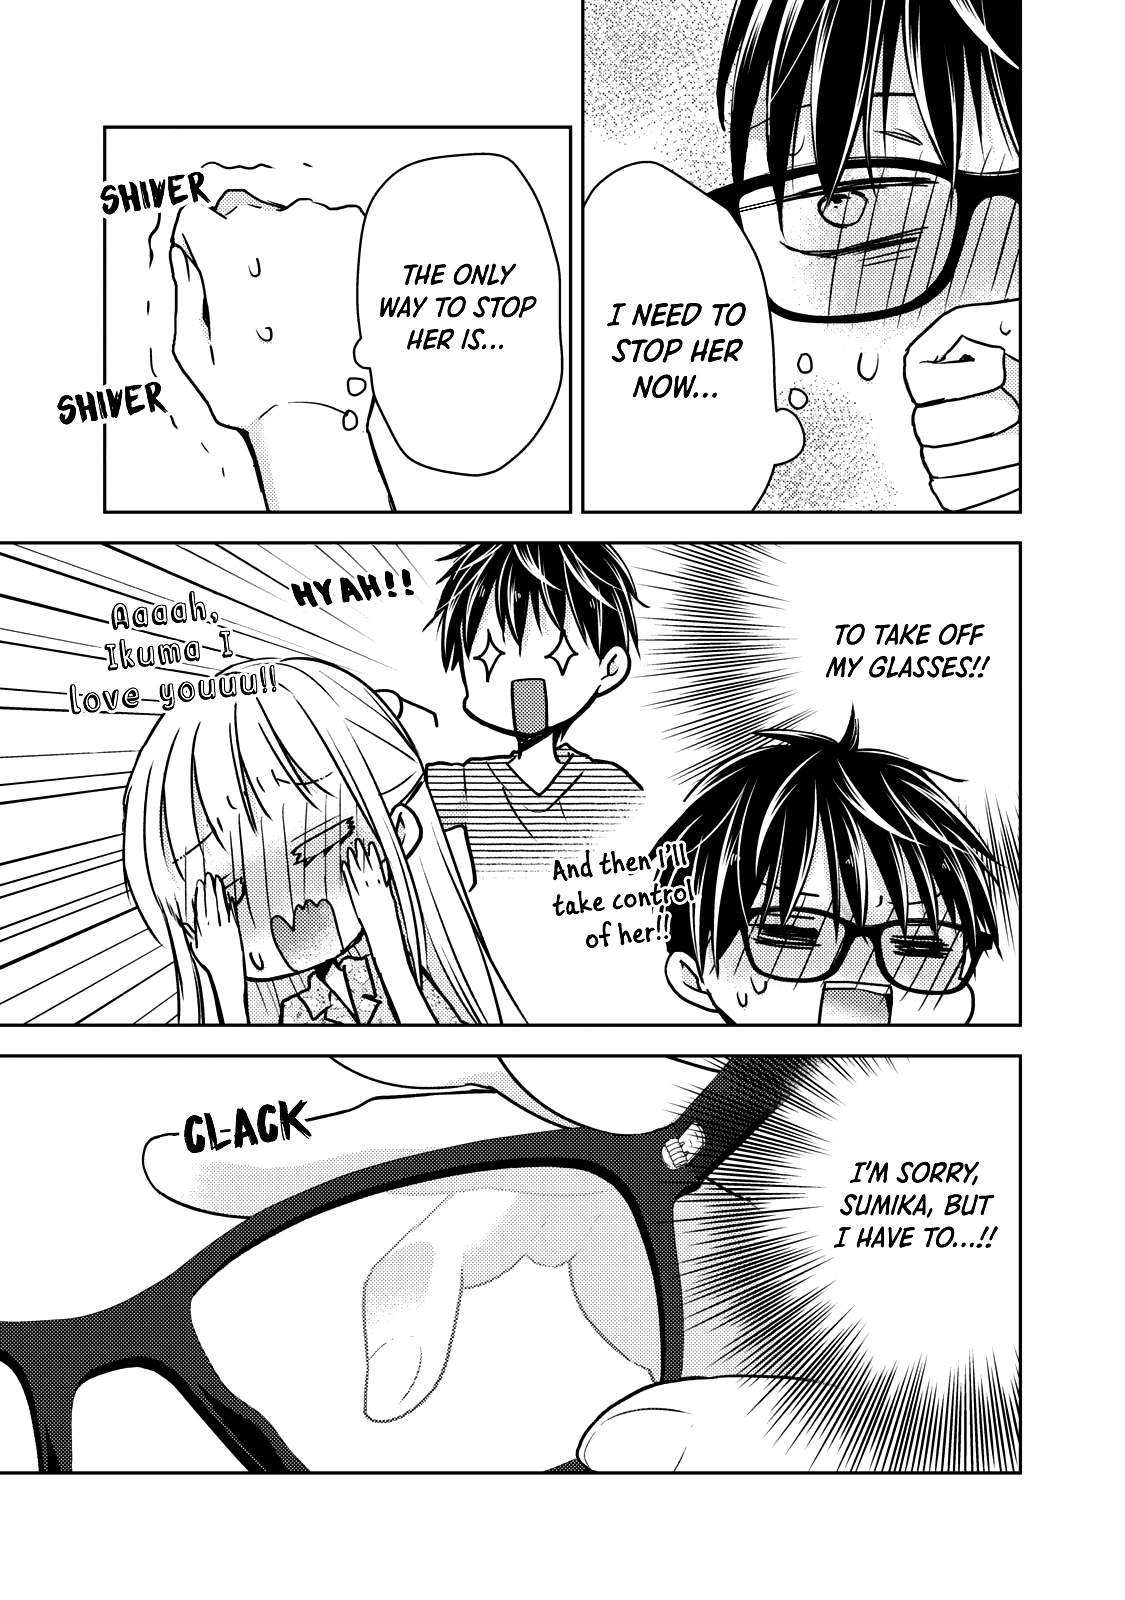 I NEED TO
STOP HER
NOW...
THE ONLY
WAY TO STOP
HER IS...
SHIVER
SHIVER
TO TAKE OFF
MY GLASSES!!
And then I'll
take control
of her!!
HYAH!!
Aaaah,
Ikuma I
love youuu!!
I'M SORRY,
SUMIKA, BUT
I HAVE TO...!!
CLACK